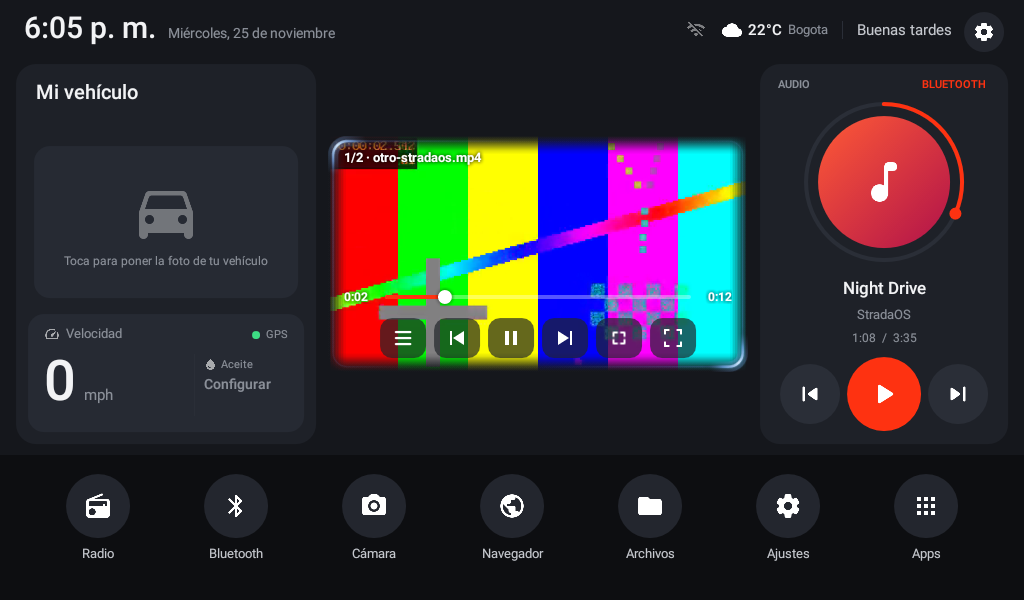 6:05 p. m.
Miércoles, 25 de noviembre
22°C Bogota
Buenas tardes
Mi vehículo
Toca para poner la foto de tu vehículo
Velocidad
GPS
0 mph
Aceite
Configurar
1/2 · otro-stradaos.mp4
0:02
0:12
AUDIO
BLUETOOTH
Night Drive
StradaOS
1:08 / 3:35
Radio
Bluetooth
Cámara
Navegador
Archivos
Ajustes
Apps